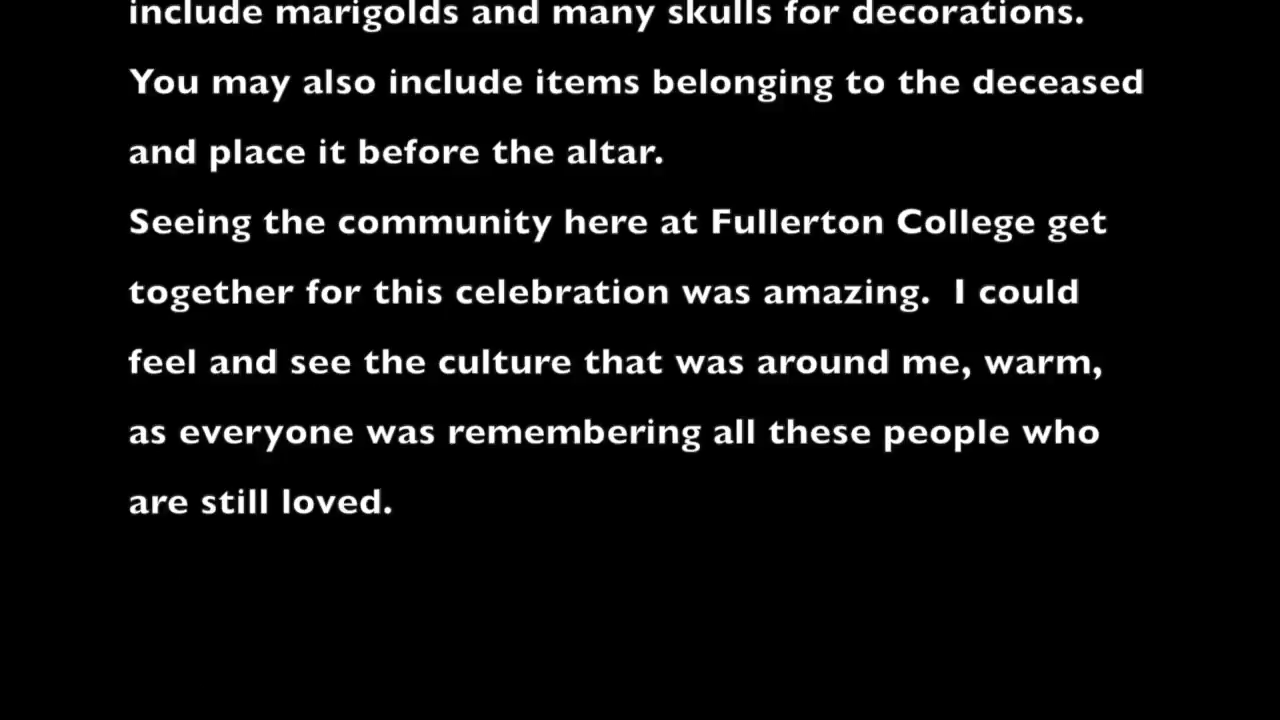 include marigolds and many skulls for decorations.
You may also include items belonging to the deceased
and place it before the altar.
Seeing the community here at Fullerton College get
together for this celebration was amazing.  I could
feel and see the culture that was around me, warm,
as everyone was remembering all these people who
are still loved.